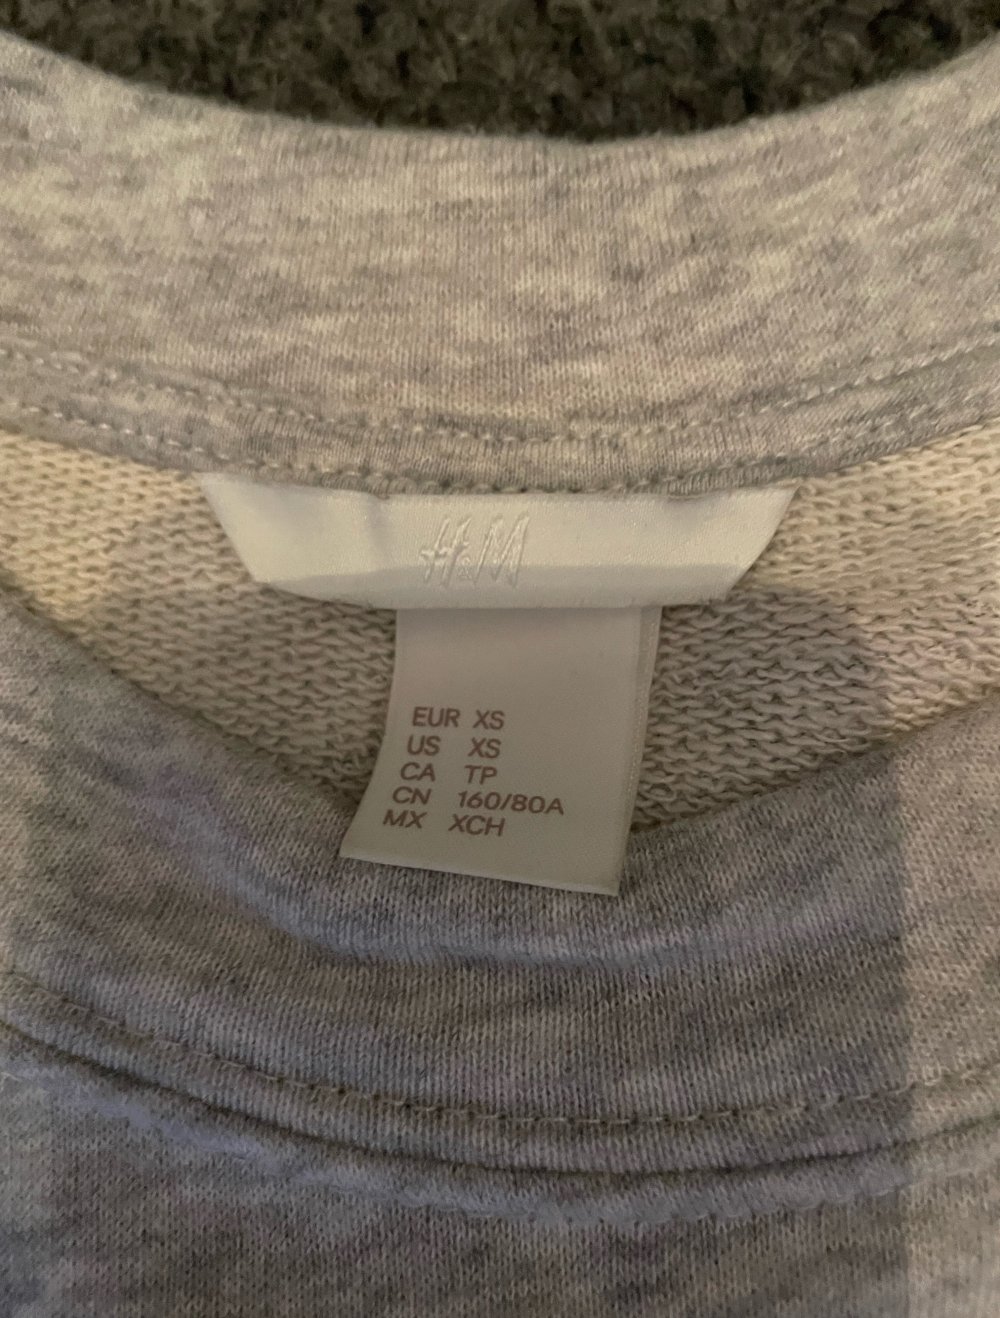 H&M
EUR XS
US XS
CA TP
CN 160/80A
MX XCH